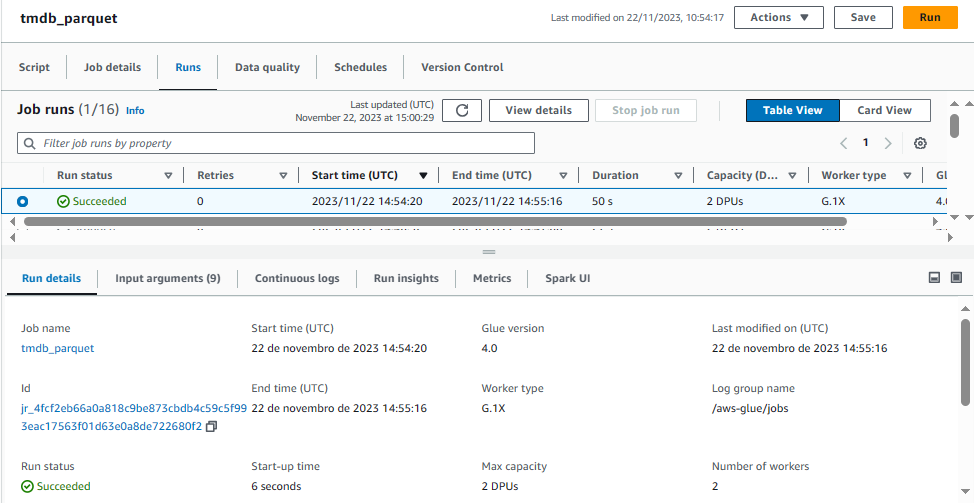 tmdb_parquet
Last modified on 22/11/2023, 10:54:17
Actions
Save
Run
Script
Job details
Runs
Data quality
Schedules
Version Control
Job runs (1/16) Info
Last updated (UTC)
November 22, 2023 at 15:00:29
View details
Stop job run
Table View
Card View
Filter job runs by property
1
Run status
Retries
Start time (UTC)
End time (UTC)
Duration
Capacity (D...
Worker type
Succeeded
0
2023/11/22 14:54:20
2023/11/22 14:55:16
50 s
2 DPUs
G.1X
Run details
Input arguments (9)
Continuous logs
Run insights
Metrics
Spark UI
Job name
Start time (UTC)
Glue version
Last modified on (UTC)
tmdb_parquet
22 de novembro de 2023 14:54:20
4.0
22 de novembro de 2023 14:55:16
Id
End time (UTC)
Worker type
Log group name
jr_4fcf2eb66a0a818c9be873cbdb4c59c5f99
3eac17563f01d63e0a8de722680f2
22 de novembro de 2023 14:55:16
G.1X
/aws-glue/jobs
Run status
Start-up time
Max capacity
Number of workers
Succeeded
6 seconds
2 DPUs
2